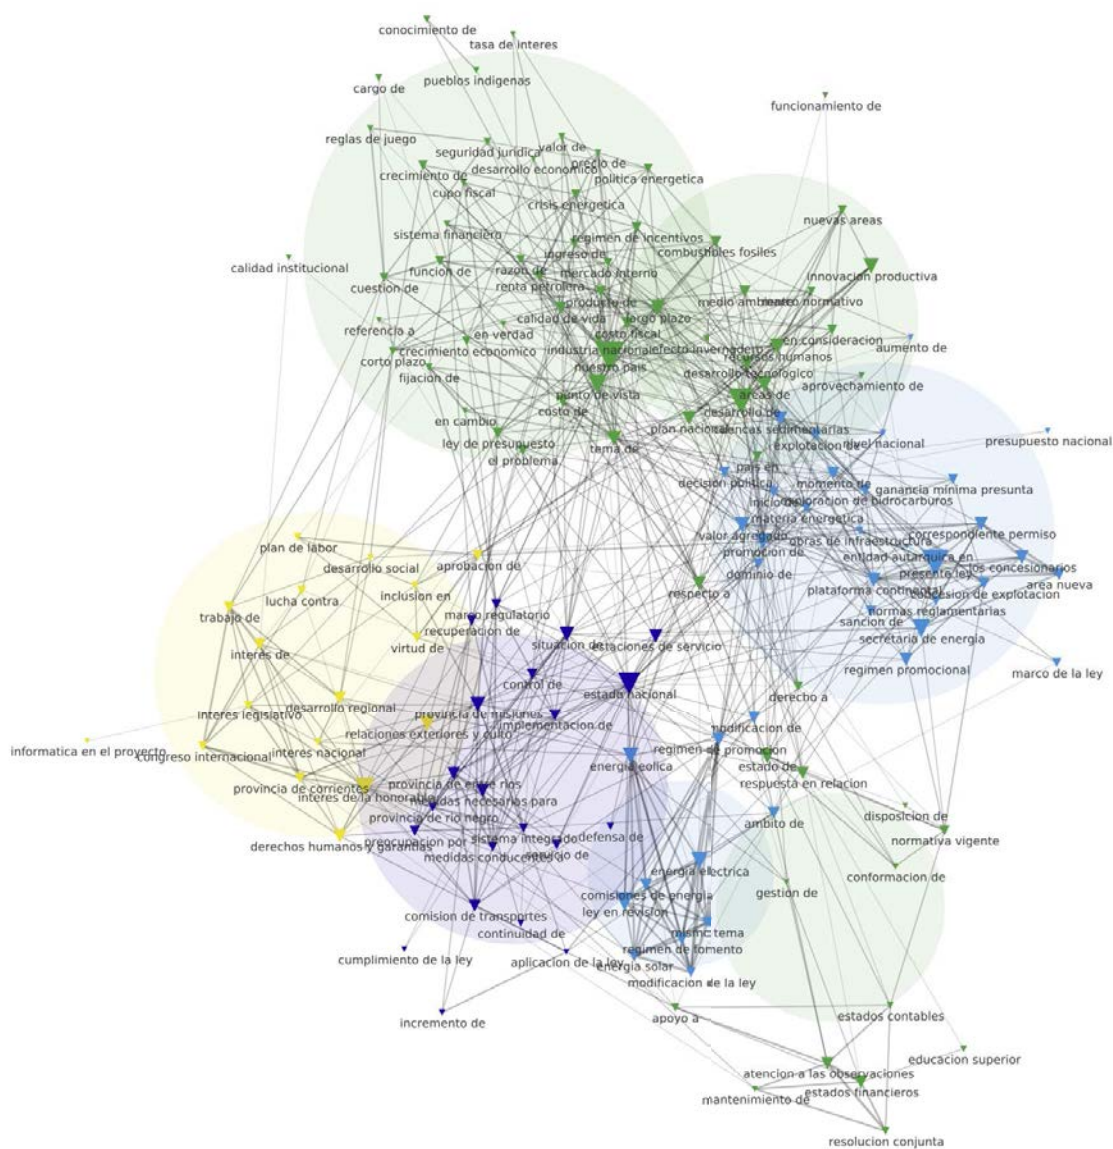 conocimiento de
tasa de interes
pueblos indigenas
cargo de
funcionamiento de
reglas de juego
seguridad juridica
valor de
precio de
desarrollo economico
crecimiento de
politica energetica
cupo fiscal
crisis energetica
nuevas areas
sistema financiero
regimen de incentivos
combustibles fosiles
ingreso de
calidad institucional
funcion de
razon de
mercado interno
innovacion productiva
cuestion de
renta petrolera
producto de
medio ambiente
marco normativo
calidad de vida
largo plazo
referencia a
en verdad
costo fiscal
en consideracion
crecimiento economico
industria nacional
efecto invernadero
aumento de
corto plazo
nuestro pais
recursos humanos
fijacion de
desarrollo tecnologico
aprovechamiento de
punto de vista
areas de
costo de
desarrollo de
en cambio
plan nacional
cuencas sedimentarias
ley de presupuesto
tema de
explotacion de
nivel nacional
presupuesto nacional
el problema
pais en
decision politica
momento de
ganancia mínima presunta
inicio de
exploracion de hidrocarburos
materia energetica
valor agregado
obras de infraestructura
correspondiente permiso
plan de labor
promocion de
entidad autarquica en
desarrollo social
aprobacion de
dominio de
presente ley
los concesionarios
plataforma continental
area nueva
lucha contra
inclusion en
respecto a
concesion de explotacion
trabajo de
marco regulatorio
normas reglamentarias
recuperacion de
sancion de
virtud de
situacion de
estaciones de servicio
secretaria de energia
interes de
regimen promocional
marco de la ley
control de
estado nacional
derecho a
desarrollo regional
interes legislativo
provincia de misiones
implementacion de
modificacion de
relaciones exteriores y culto
informatica en el proyecto
interes nacional
regimen de promocion
congreso internacional
energia eolica
estado de
provincia de entre rios
respuesta en relacion
provincia de corrientes
interes de la honorable
medidas necesarias para
provincia de rio negro
disposicion de
ambito de
sistema integrado
defensa de
normativa vigente
derechos humanos y garantias
preocupacion por
medidas conducentes a
servicio de
energia electrica
conformacion de
comisiones de energia
gestion de
comision de transportes
ley en revision
continuidad de
mismo tema
regimen de fomento
cumplimiento de la ley
aplicacion de la ley
energia solar
modificacion de la ley
incremento de
apoyo a
estados contables
educacion superior
atencion a las observaciones
estados financieros
mantenimiento de
resolucion conjunta